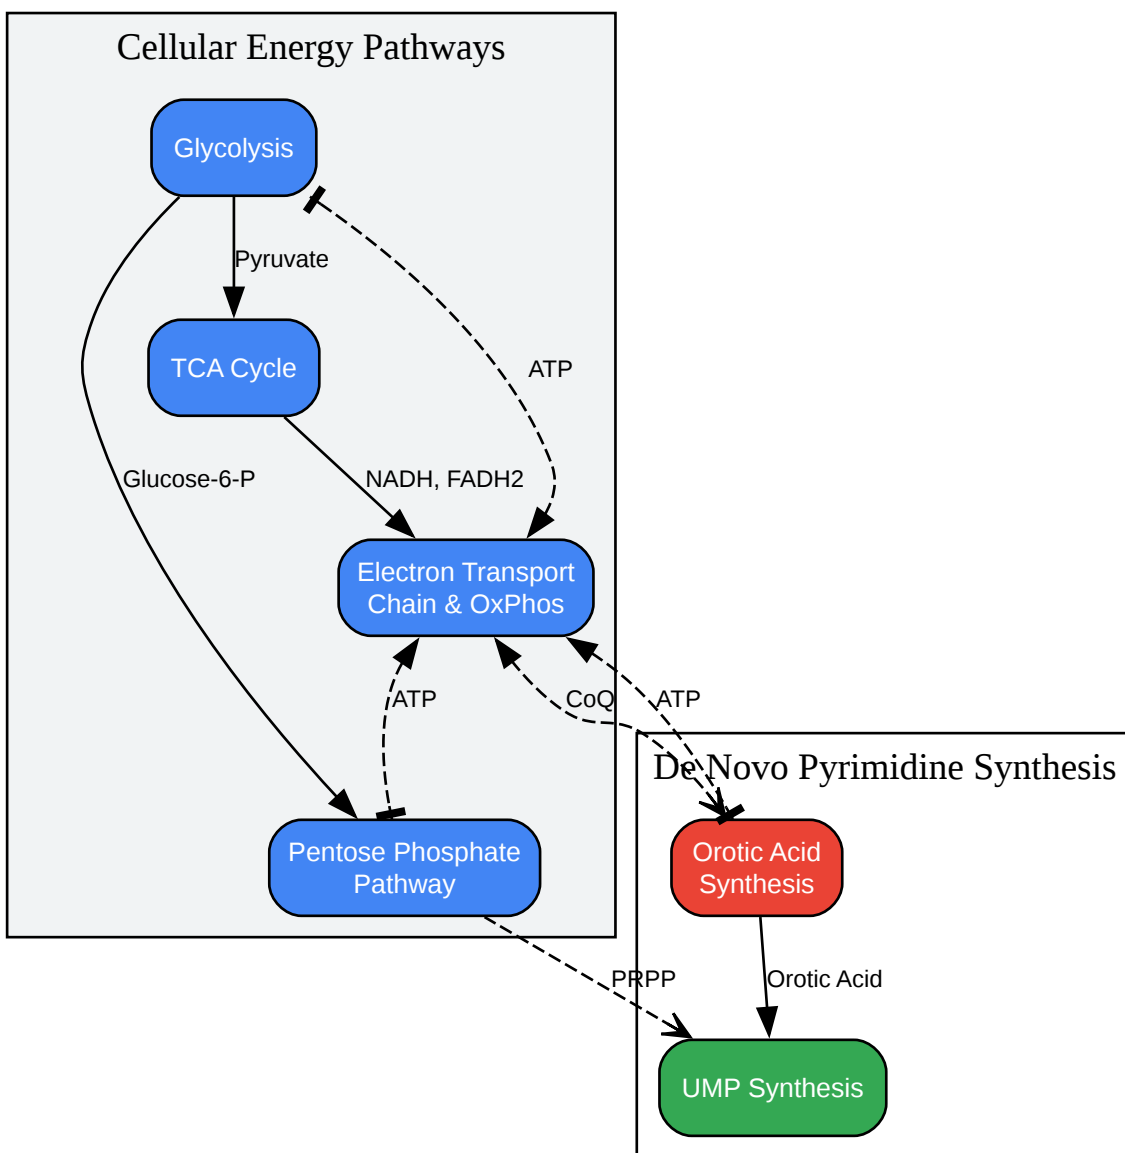 Cellular Energy Pathways
Glycolysis
Pyruvate
TCA Cycle
ATP
Glucose-6-P
NADH, FADH2
Electron Transport
Chain & OxPhos
ATP
CoQ
ATP
De Novo Pyrimidine Synthesis
Pentose Phosphate
Pathway
Orotic Acid
Synthesis
PRPP
Orotic Acid
UMP Synthesis